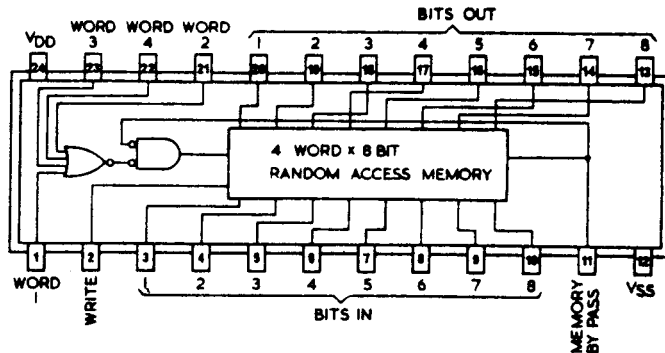 BITS OUT
VDD WORD 3 WORD 4 WORD 2 1 2 3 4 5 6 7 8
24 23 22 21 20 19 18 17 16 15 14 13
4 WORD × 8 BIT
RANDOM ACCESS MEMORY
1 2 3 4 5 6 7 8 9 10 11 12
WORD 1 WRITE 1 2 3 4 5 6 7 8 MEMORY BY PASS VSS
BITS IN